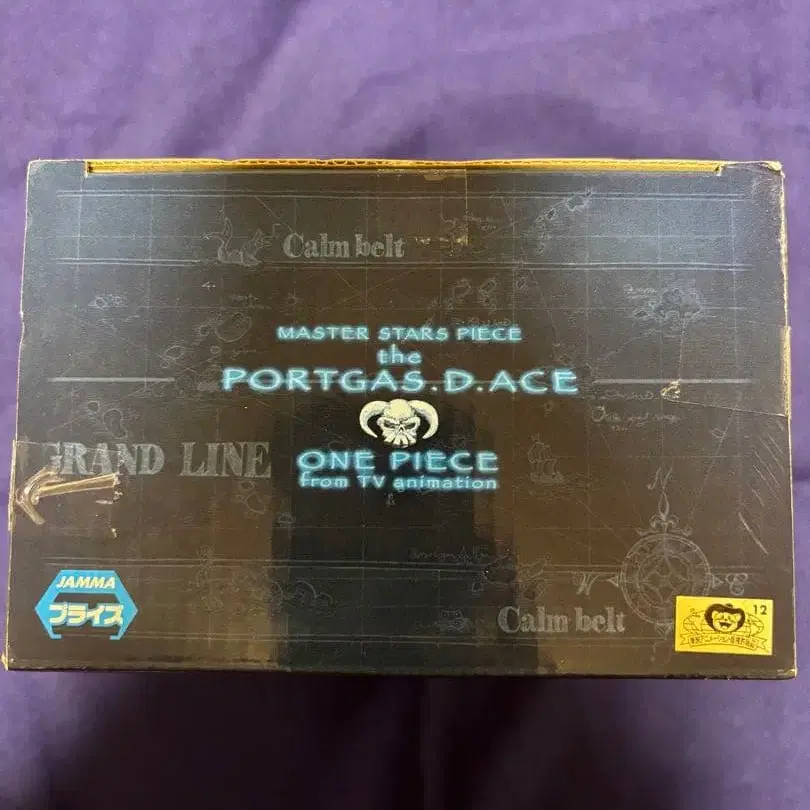 Calm belt
MASTER STARS PIECE
the
PORTGAS.D.ACE
GRAND LINE
ONE PIECE
from TV animation
JAMMA
プライズ
Calm belt
12